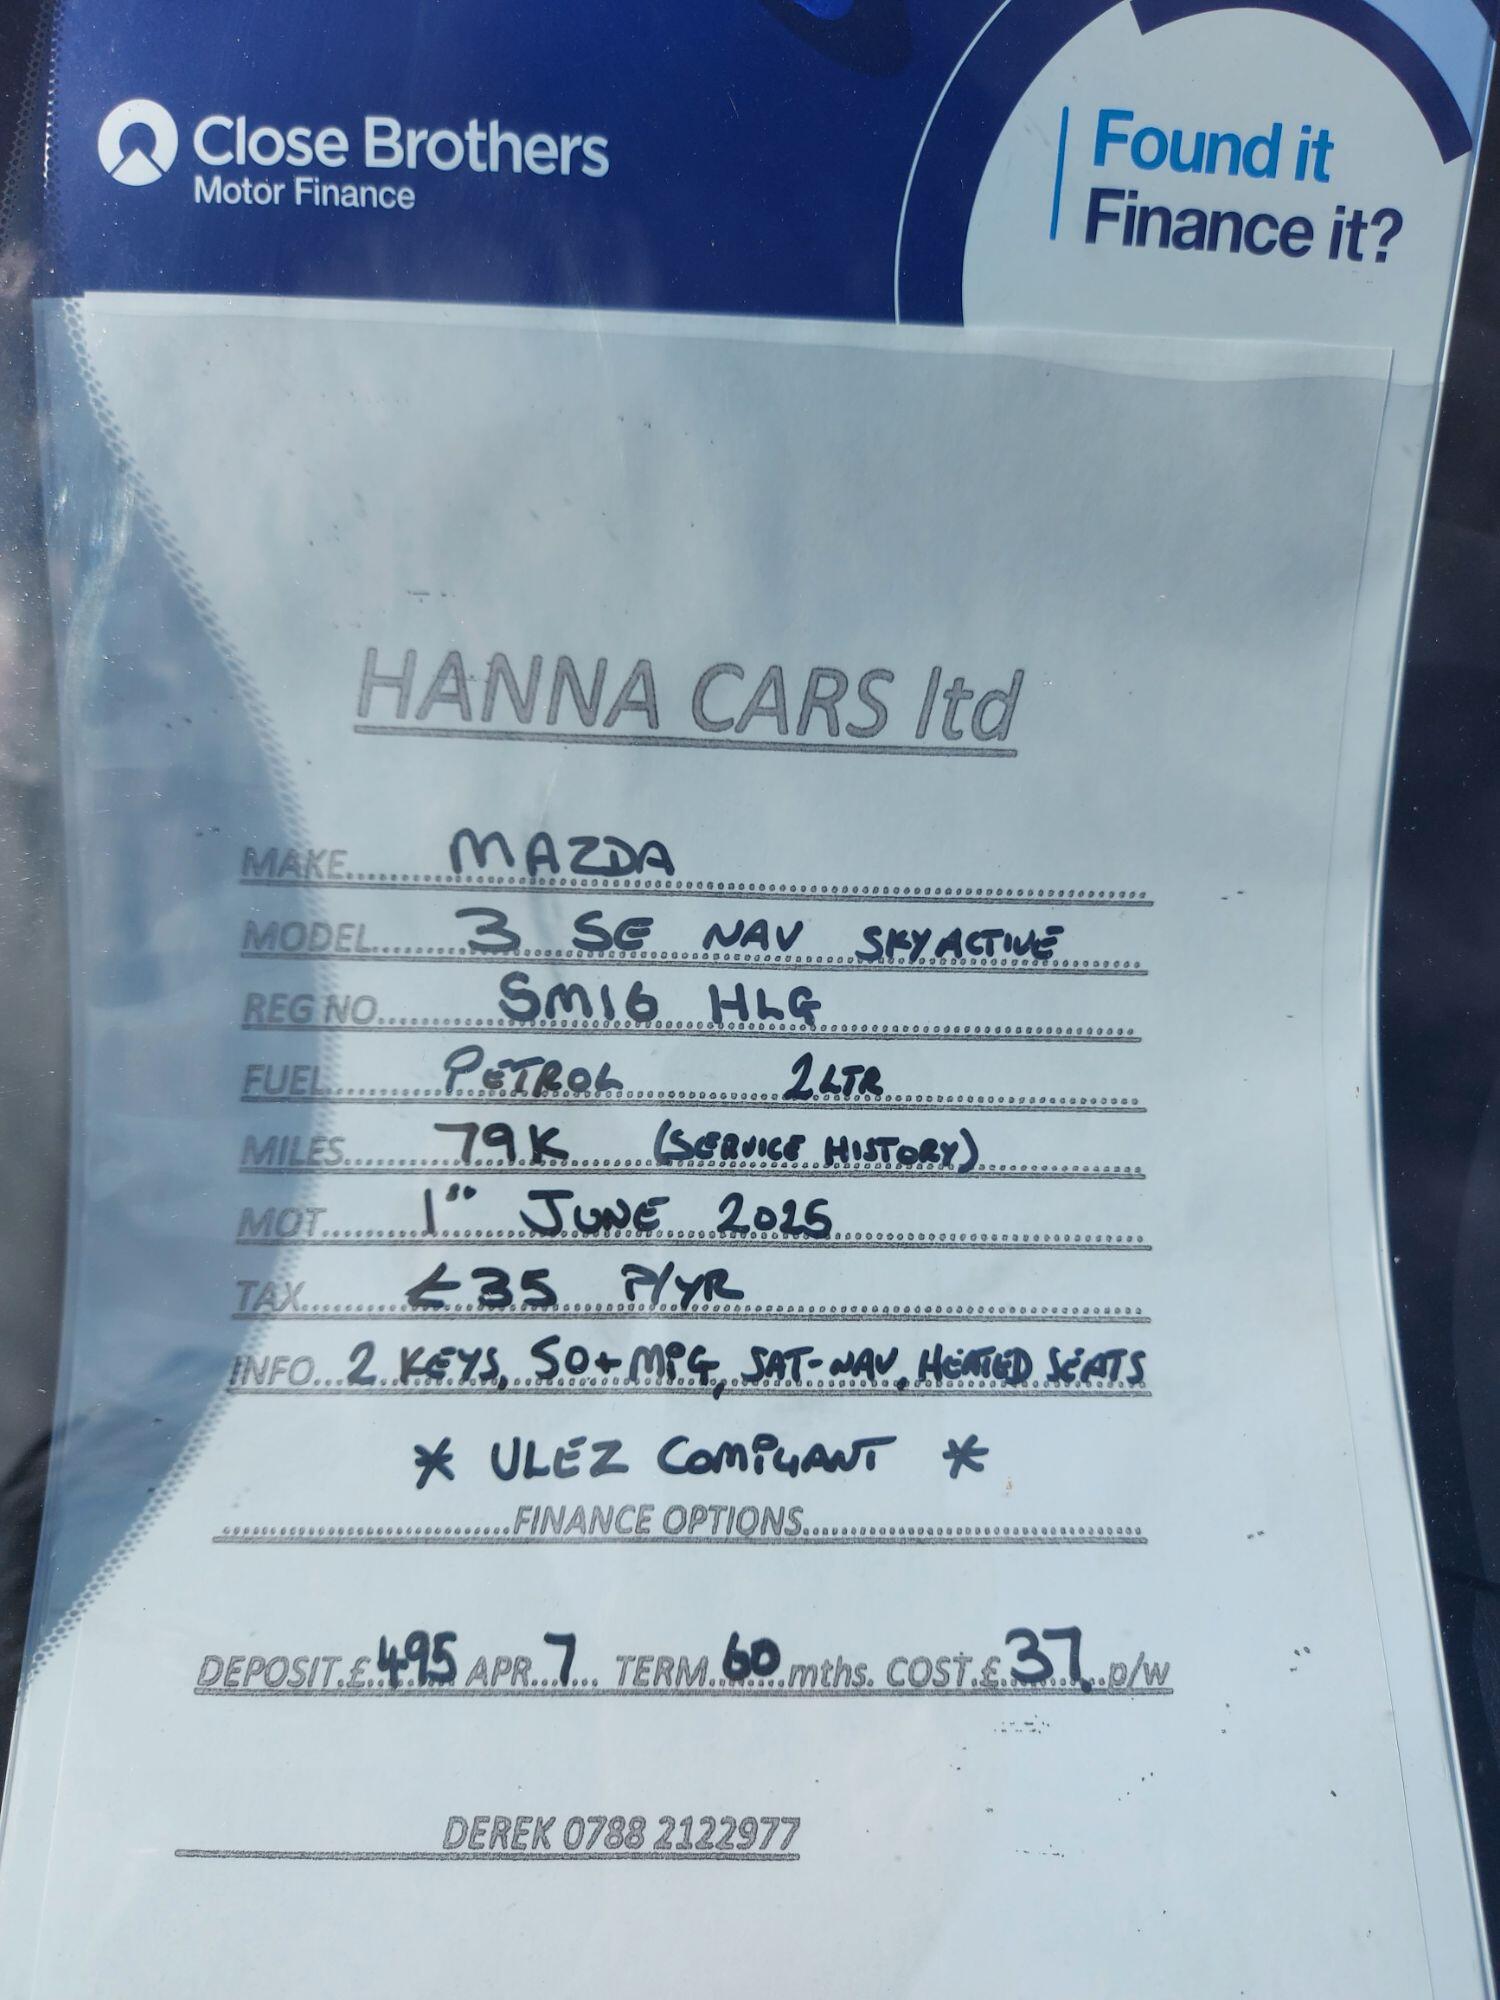 Close Brothers
Motor Finance
Found it
Finance it?
HANNA CARS ltd
MAKE........ MAZDA ........
MODEL........ 3 SE NAV SKYACTIVE ........
REG NO........ SM16 HLG ........
FUEL........ PETROL 2LTR ........
MILES........ 79K (SERVICE HISTORY) ........
MOT........ 1st JUNE 2025 ........
TAX........ £35 P/YR ........
INFO... 2 KEYS, 50+ MPG, SAT-NAV, HEATED SEATS
* ULEZ COMPLIANT *
........FINANCE OPTIONS........
DEPOSIT.£.495 APR..7... TERM..60.mths. COST.£.37...p/w
DEREK 0788 2122977